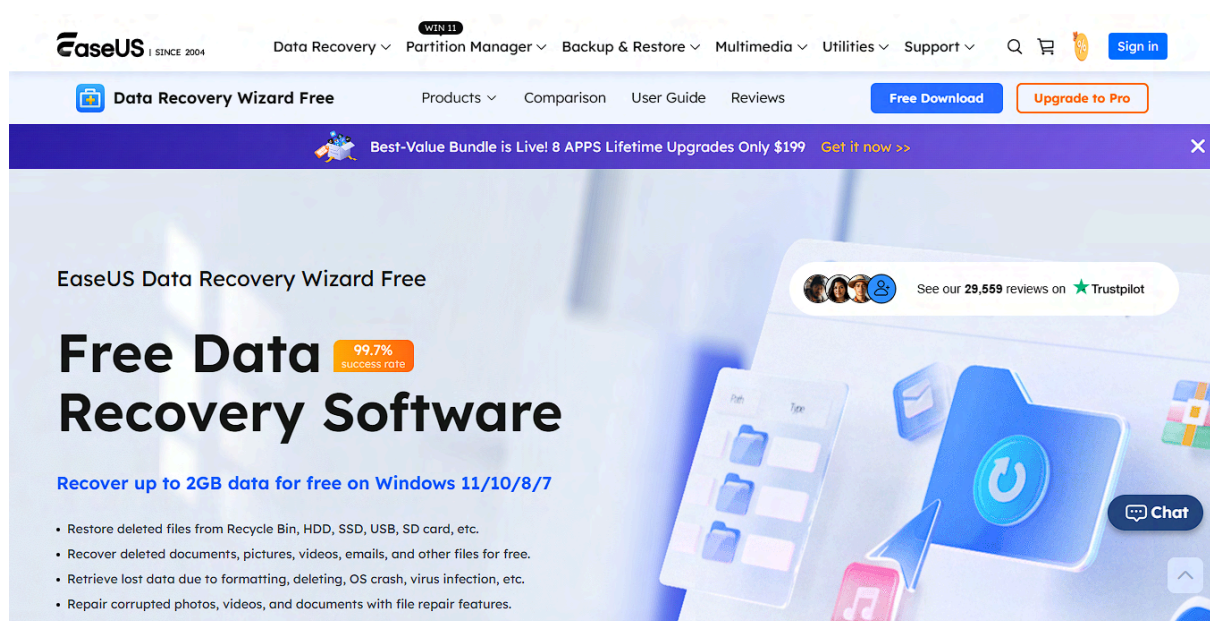 WIN 11
EaseUS | SINCE 2004 Data Recovery Partition Manager Backup & Restore Multimedia Utilities Support % Sign in
Data Recovery Wizard Free Products Comparison User Guide Reviews Free Download Upgrade to Pro
Best-Value Bundle is Live! 8 APPS Lifetime Upgrades Only $199 Get it now >>
EaseUS Data Recovery Wizard Free
See our 29,559 reviews on Trustpilot
Free Data
99.7%
success rate
Recovery Software
Path Type
Recover up to 2GB data for free on Windows 11/10/8/7
• Restore deleted files from Recycle Bin, HDD, SSD, USB, SD card, etc.
• Recover deleted documents, pictures, videos, emails, and other files for free.
• Retrieve lost data due to formatting, deleting, OS crash, virus infection, etc.
• Repair corrupted photos, videos, and documents with file repair features.
Chat